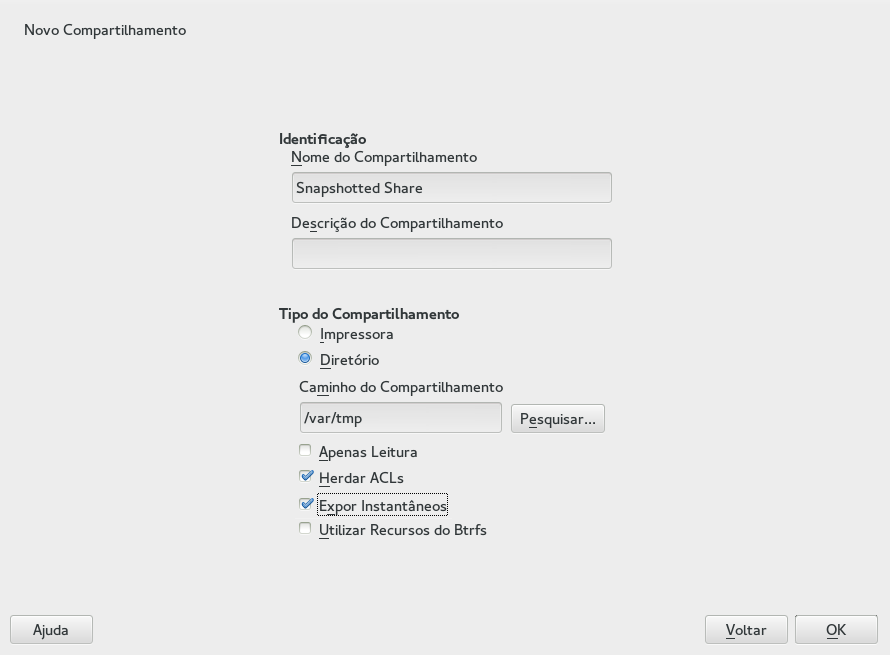 Novo Compartilhamento
Identificação
Nome do Compartilhamento
Snapshotted Share
Descrição do Compartilhamento
Tipo do Compartilhamento
Impressora
Diretório
Caminho do Compartilhamento
/var/tmp
Pesquisar...
Apenas Leitura
Herdar ACLs
Expor Instantâneos
Utilizar Recursos do Btrfs
Ajuda
Voltar
OK